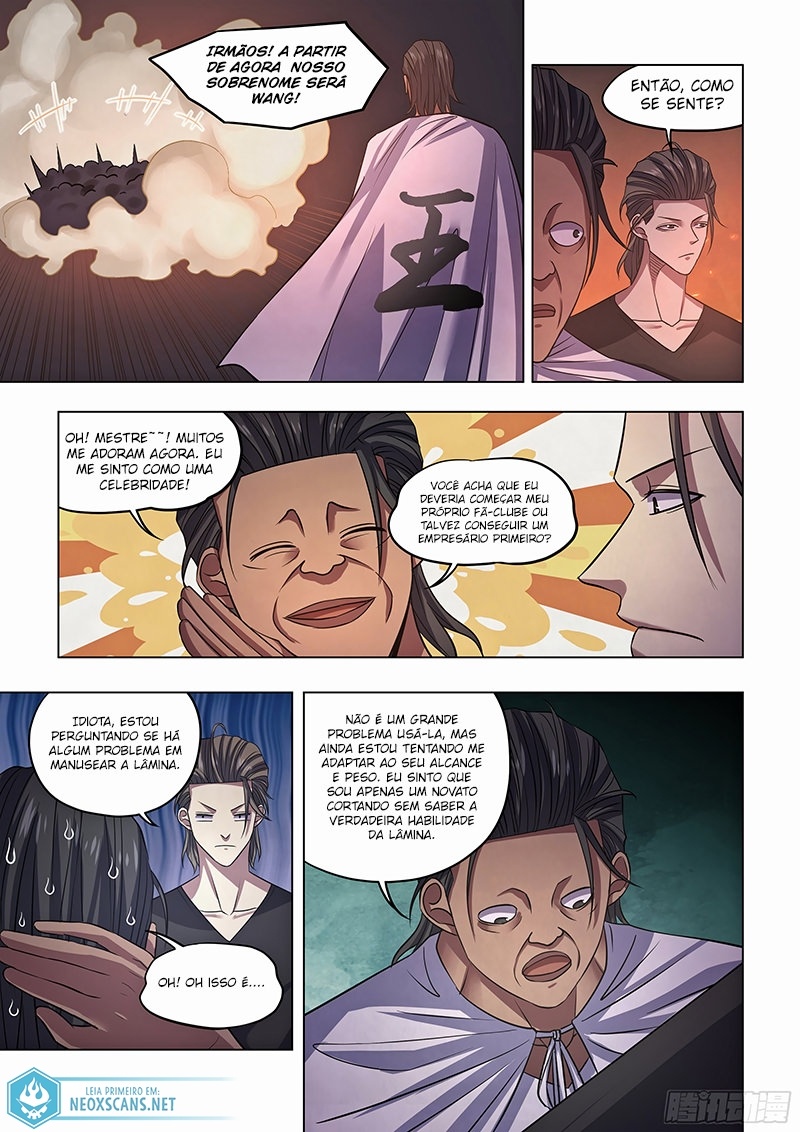 IRMÃOS! A PARTIR
DE AGORA NOSSO
SOBRENOME SERÁ
WANG!
王
ENTÃO, COMO
SE SENTE?
OH! MESTRE~~! MUITOS
ME ADORAM AGORA. EU
ME SINTO COMO UMA
CELEBRIDADE!
VOCÊ ACHA QUE EU
DEVERIA COMEÇAR MEU
PRÓPRIO FÃ-CLUBE OU
TALVEZ CONSEGUIR UM
EMPRESÁRIO PRIMEIRO?
IDIOTA, ESTOU
PERGUNTANDO SE HÁ
ALGUM PROBLEMA EM
MANUSEAR A LÂMINA.
OH! OH ISSO É....
NÃO É UM GRANDE
PROBLEMA USÁ-LA, MAS
AINDA ESTOU TENTANDO ME
ADAPTAR AO SEU ALCANCE
E PESO. EU SINTO QUE
SOU APENAS UM NOVATO
CORTANDO SEM SABER A
VERDADEIRA HABILIDADE
DA LÂMINA.
LEIA PRIMEIRO EM:
NEOXSCANS.NET
腾讯动漫